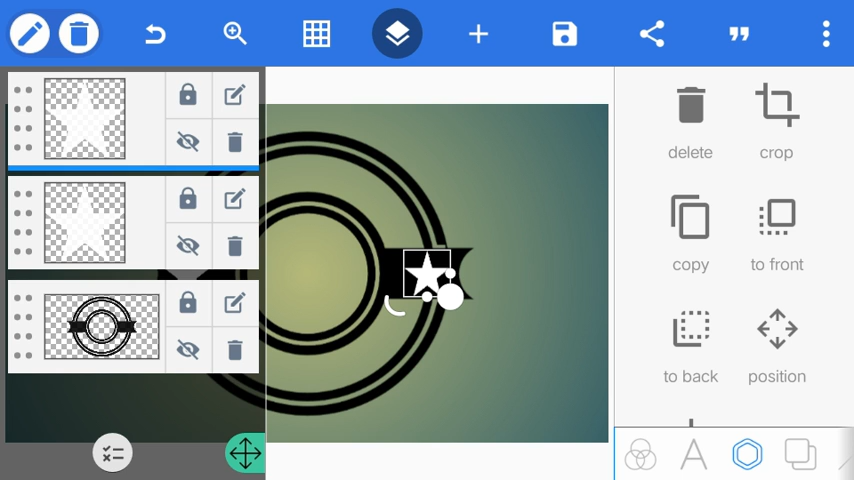 delete
crop
copy
to front
to back
position
A